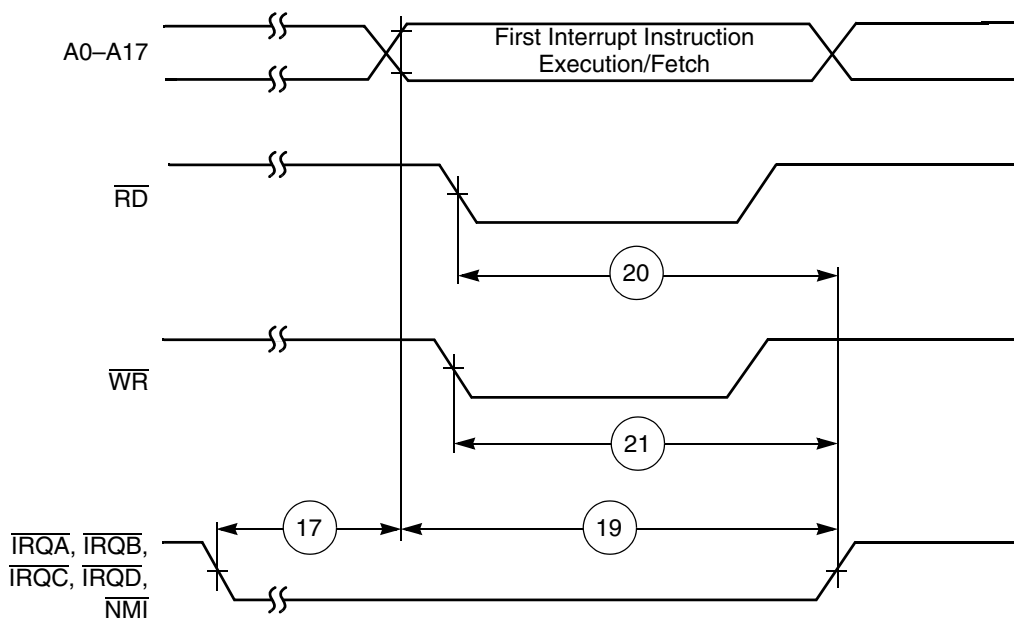 A0–A17
First Interrupt Instruction
Execution/Fetch
RD
20
WR
21
17
19
IRQA, IRQB,
IRQC, IRQD,
NMI